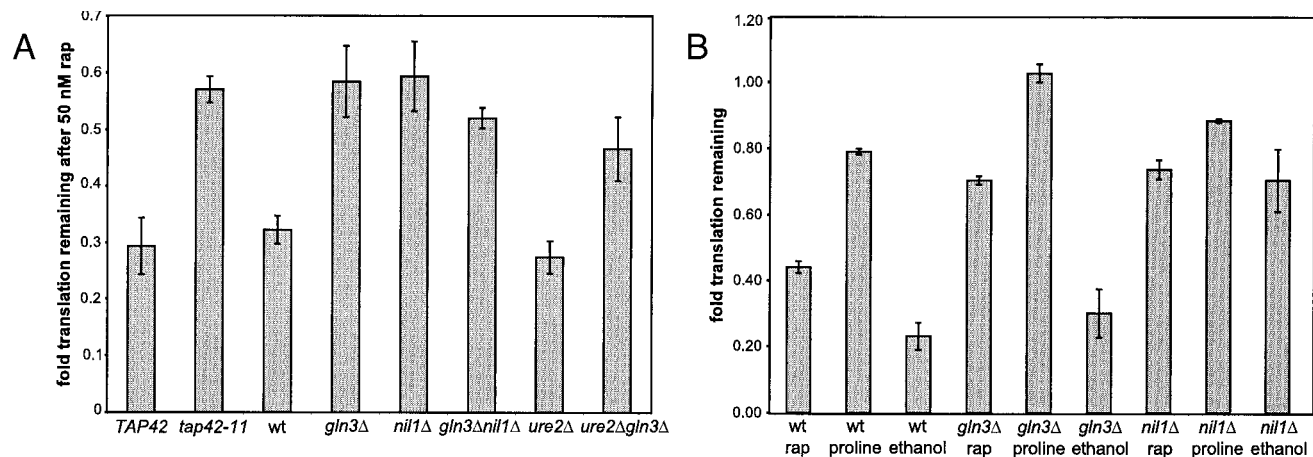 A
fold translation remaining after 50 nM rap
0.7
0.6
0.5
0.4
0.3
0.2
0.1
0
TAP42 tap42-11 wt gln3Δ nil1Δ gln3Δnil1Δ ure2Δ ure2Δgln3Δ
B
fold translation remaining
1.20
1.00
0.80
0.60
0.40
0.20
0.00
wt wt wt gln3Δ gln3Δ gln3Δ nil1Δ nil1Δ nil1Δ
rap proline ethanol rap proline ethanol rap proline ethanol